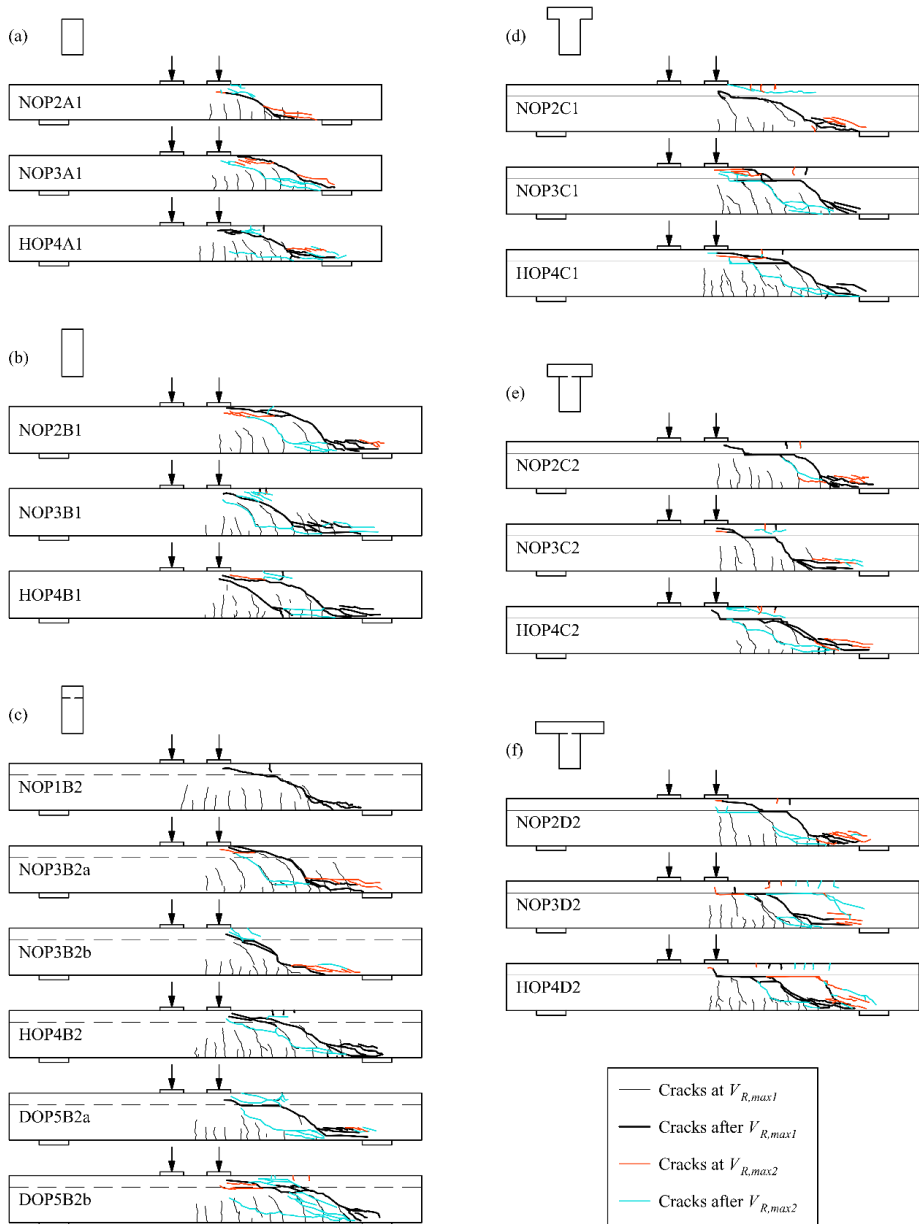 (a)
NOP2A1
NOP3A1
HOP4A1
(b)
NOP2B1
NOP3B1
HOP4B1
(c)
NOP1B2
NOP3B2a
NOP3B2b
HOP4B2
DOP5B2a
DOP5B2b
(d)
NOP2C1
NOP3C1
HOP4C1
(e)
NOP2C2
NOP3C2
HOP4C2
(f)
NOP2D2
NOP3D2
HOP4D2
Cracks at V_R,max1
Cracks after V_R,max1
Cracks at V_R,max2
Cracks after V_R,max2